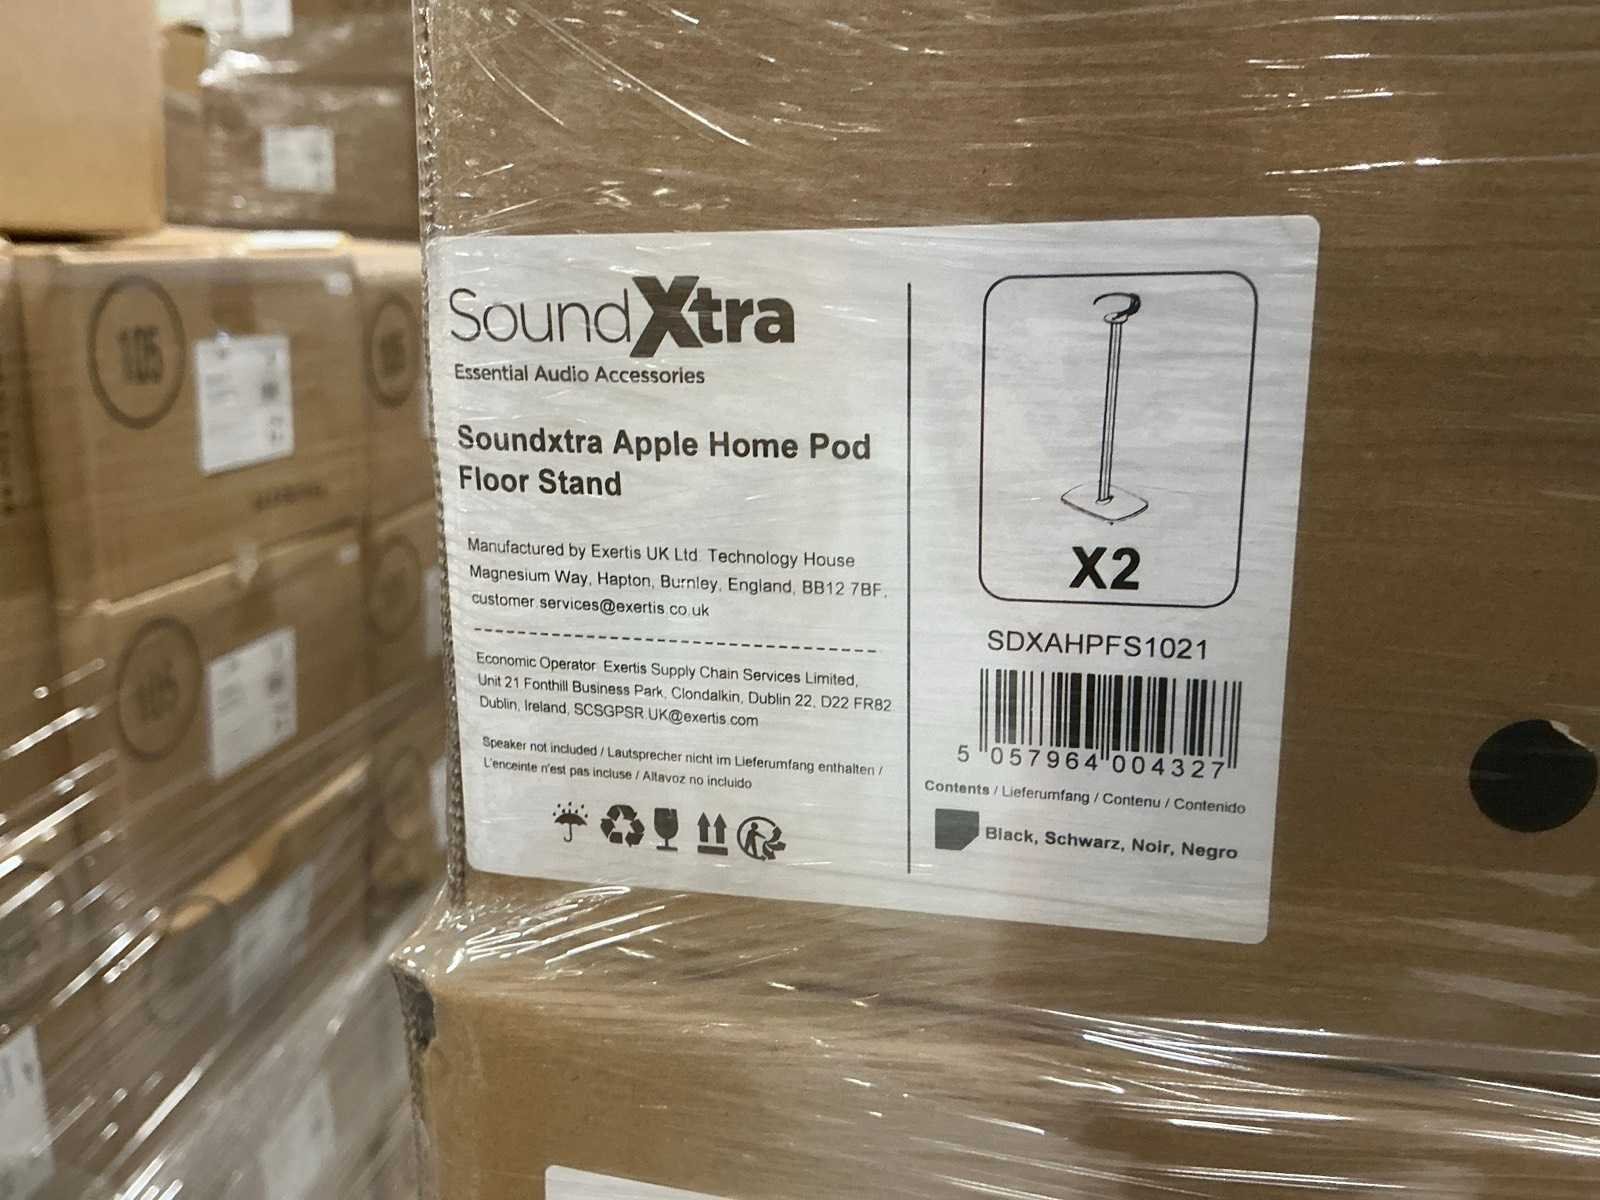 SoundXtra
Essential Audio Accessories
Soundxtra Apple Home Pod
Floor Stand
Manufactured by Exertis UK Ltd. Technology House
Magnesium Way, Hapton, Burnley, England, BB12 7BF.
customer.services@exertis.co.uk
Economic Operator: Exertis Supply Chain Services Limited,
Unit 21 Fonthill Business Park, Clondalkin, Dublin 22, D22 FR82
Dublin, Ireland, SCSGPSR.UK@exertis.com
Speaker not included / Lautsprecher nicht im Lieferumfang enthalten /
L'enceinte n'est pas incluse / Altavoz no incluido
X2
SDXAHPFS1021
5 057964 004327
Contents / Lieferumfang / Contenu / Contenido
Black, Schwarz, Noir, Negro
105
105